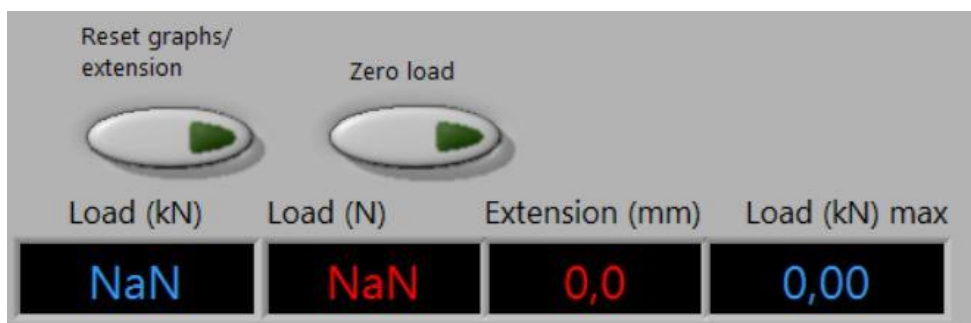 Reset graphs/
extension
Zero load
Load (kN) Load (N) Extension (mm) Load (kN) max
NaN NaN 0,0 0,00